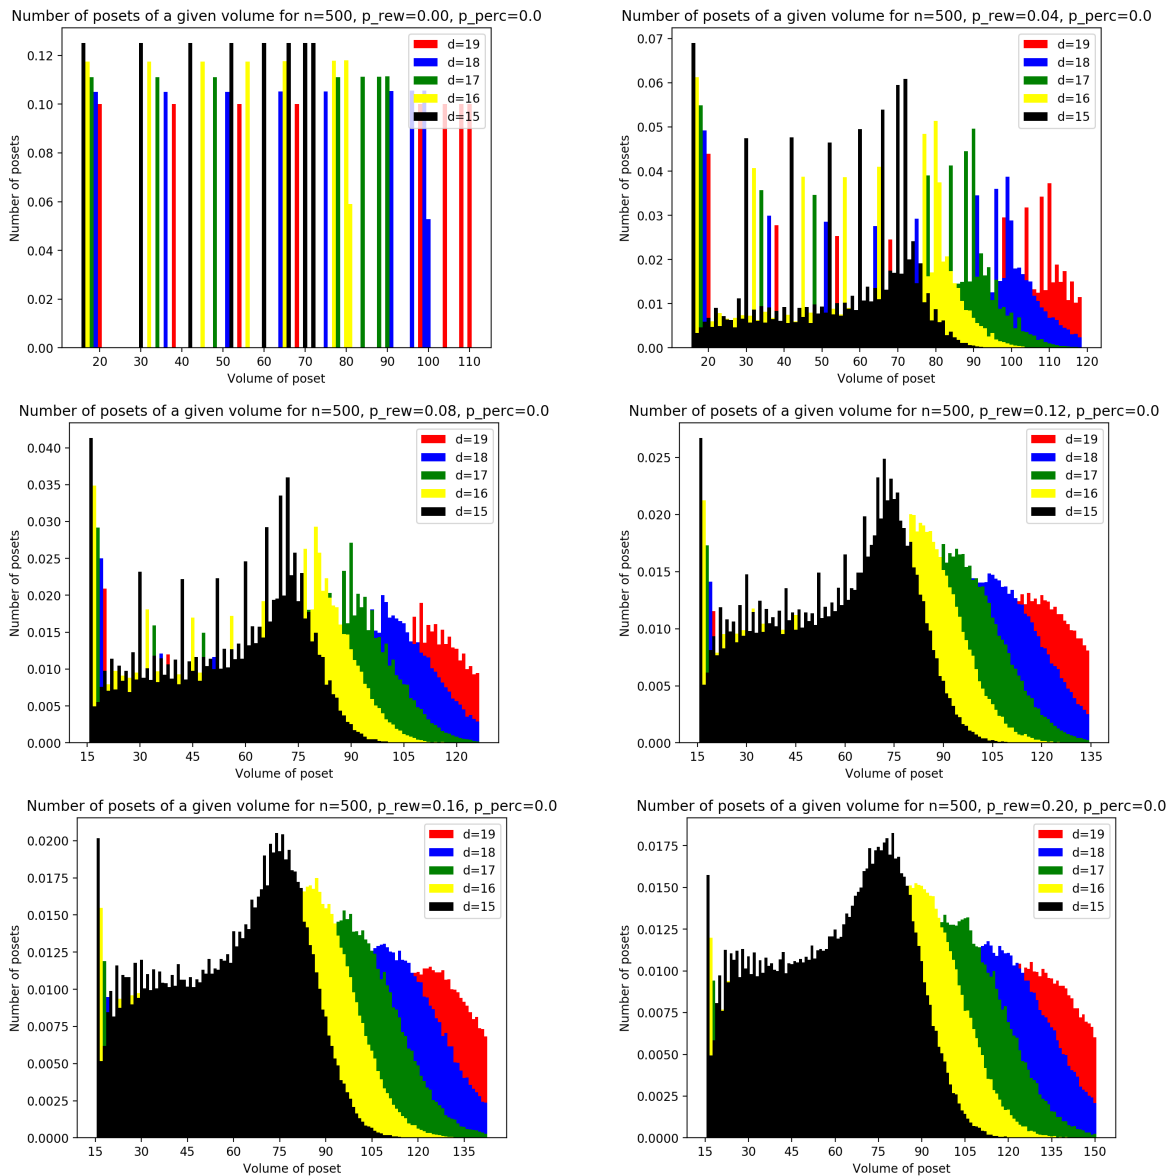 Number of posets of a given volume for n=500, p_rew=0.00, p_perc=0.0
Number of posets
0.12
0.10
0.08
0.06
0.04
0.02
0.00
d=19
d=18
d=17
d=16
d=15
20 30 40 50 60 70 80 90 100 110
Volume of poset
Number of posets of a given volume for n=500, p_rew=0.04, p_perc=0.0
Number of posets
0.07
0.06
0.05
0.04
0.03
0.02
0.01
0.00
d=19
d=18
d=17
d=16
d=15
20 30 40 50 60 70 80 90 100 110 120
Volume of poset
Number of posets of a given volume for n=500, p_rew=0.08, p_perc=0.0
Number of posets
0.040
0.035
0.030
0.025
0.020
0.015
0.010
0.005
0.000
d=19
d=18
d=17
d=16
d=15
15 30 45 60 75 90 105 120
Volume of poset
Number of posets of a given volume for n=500, p_rew=0.12, p_perc=0.0
Number of posets
0.025
0.020
0.015
0.010
0.005
0.000
d=19
d=18
d=17
d=16
d=15
15 30 45 60 75 90 105 120 135
Volume of poset
Number of posets of a given volume for n=500, p_rew=0.16, p_perc=0.0
Number of posets
0.0200
0.0175
0.0150
0.0125
0.0100
0.0075
0.0050
0.0025
0.0000
d=19
d=18
d=17
d=16
d=15
15 30 45 60 75 90 105 120 135
Volume of poset
Number of posets of a given volume for n=500, p_rew=0.20, p_perc=0.0
Number of posets
0.0175
0.0150
0.0125
0.0100
0.0075
0.0050
0.0025
0.0000
d=19
d=18
d=17
d=16
d=15
15 30 45 60 75 90 105 120 135 150
Volume of poset